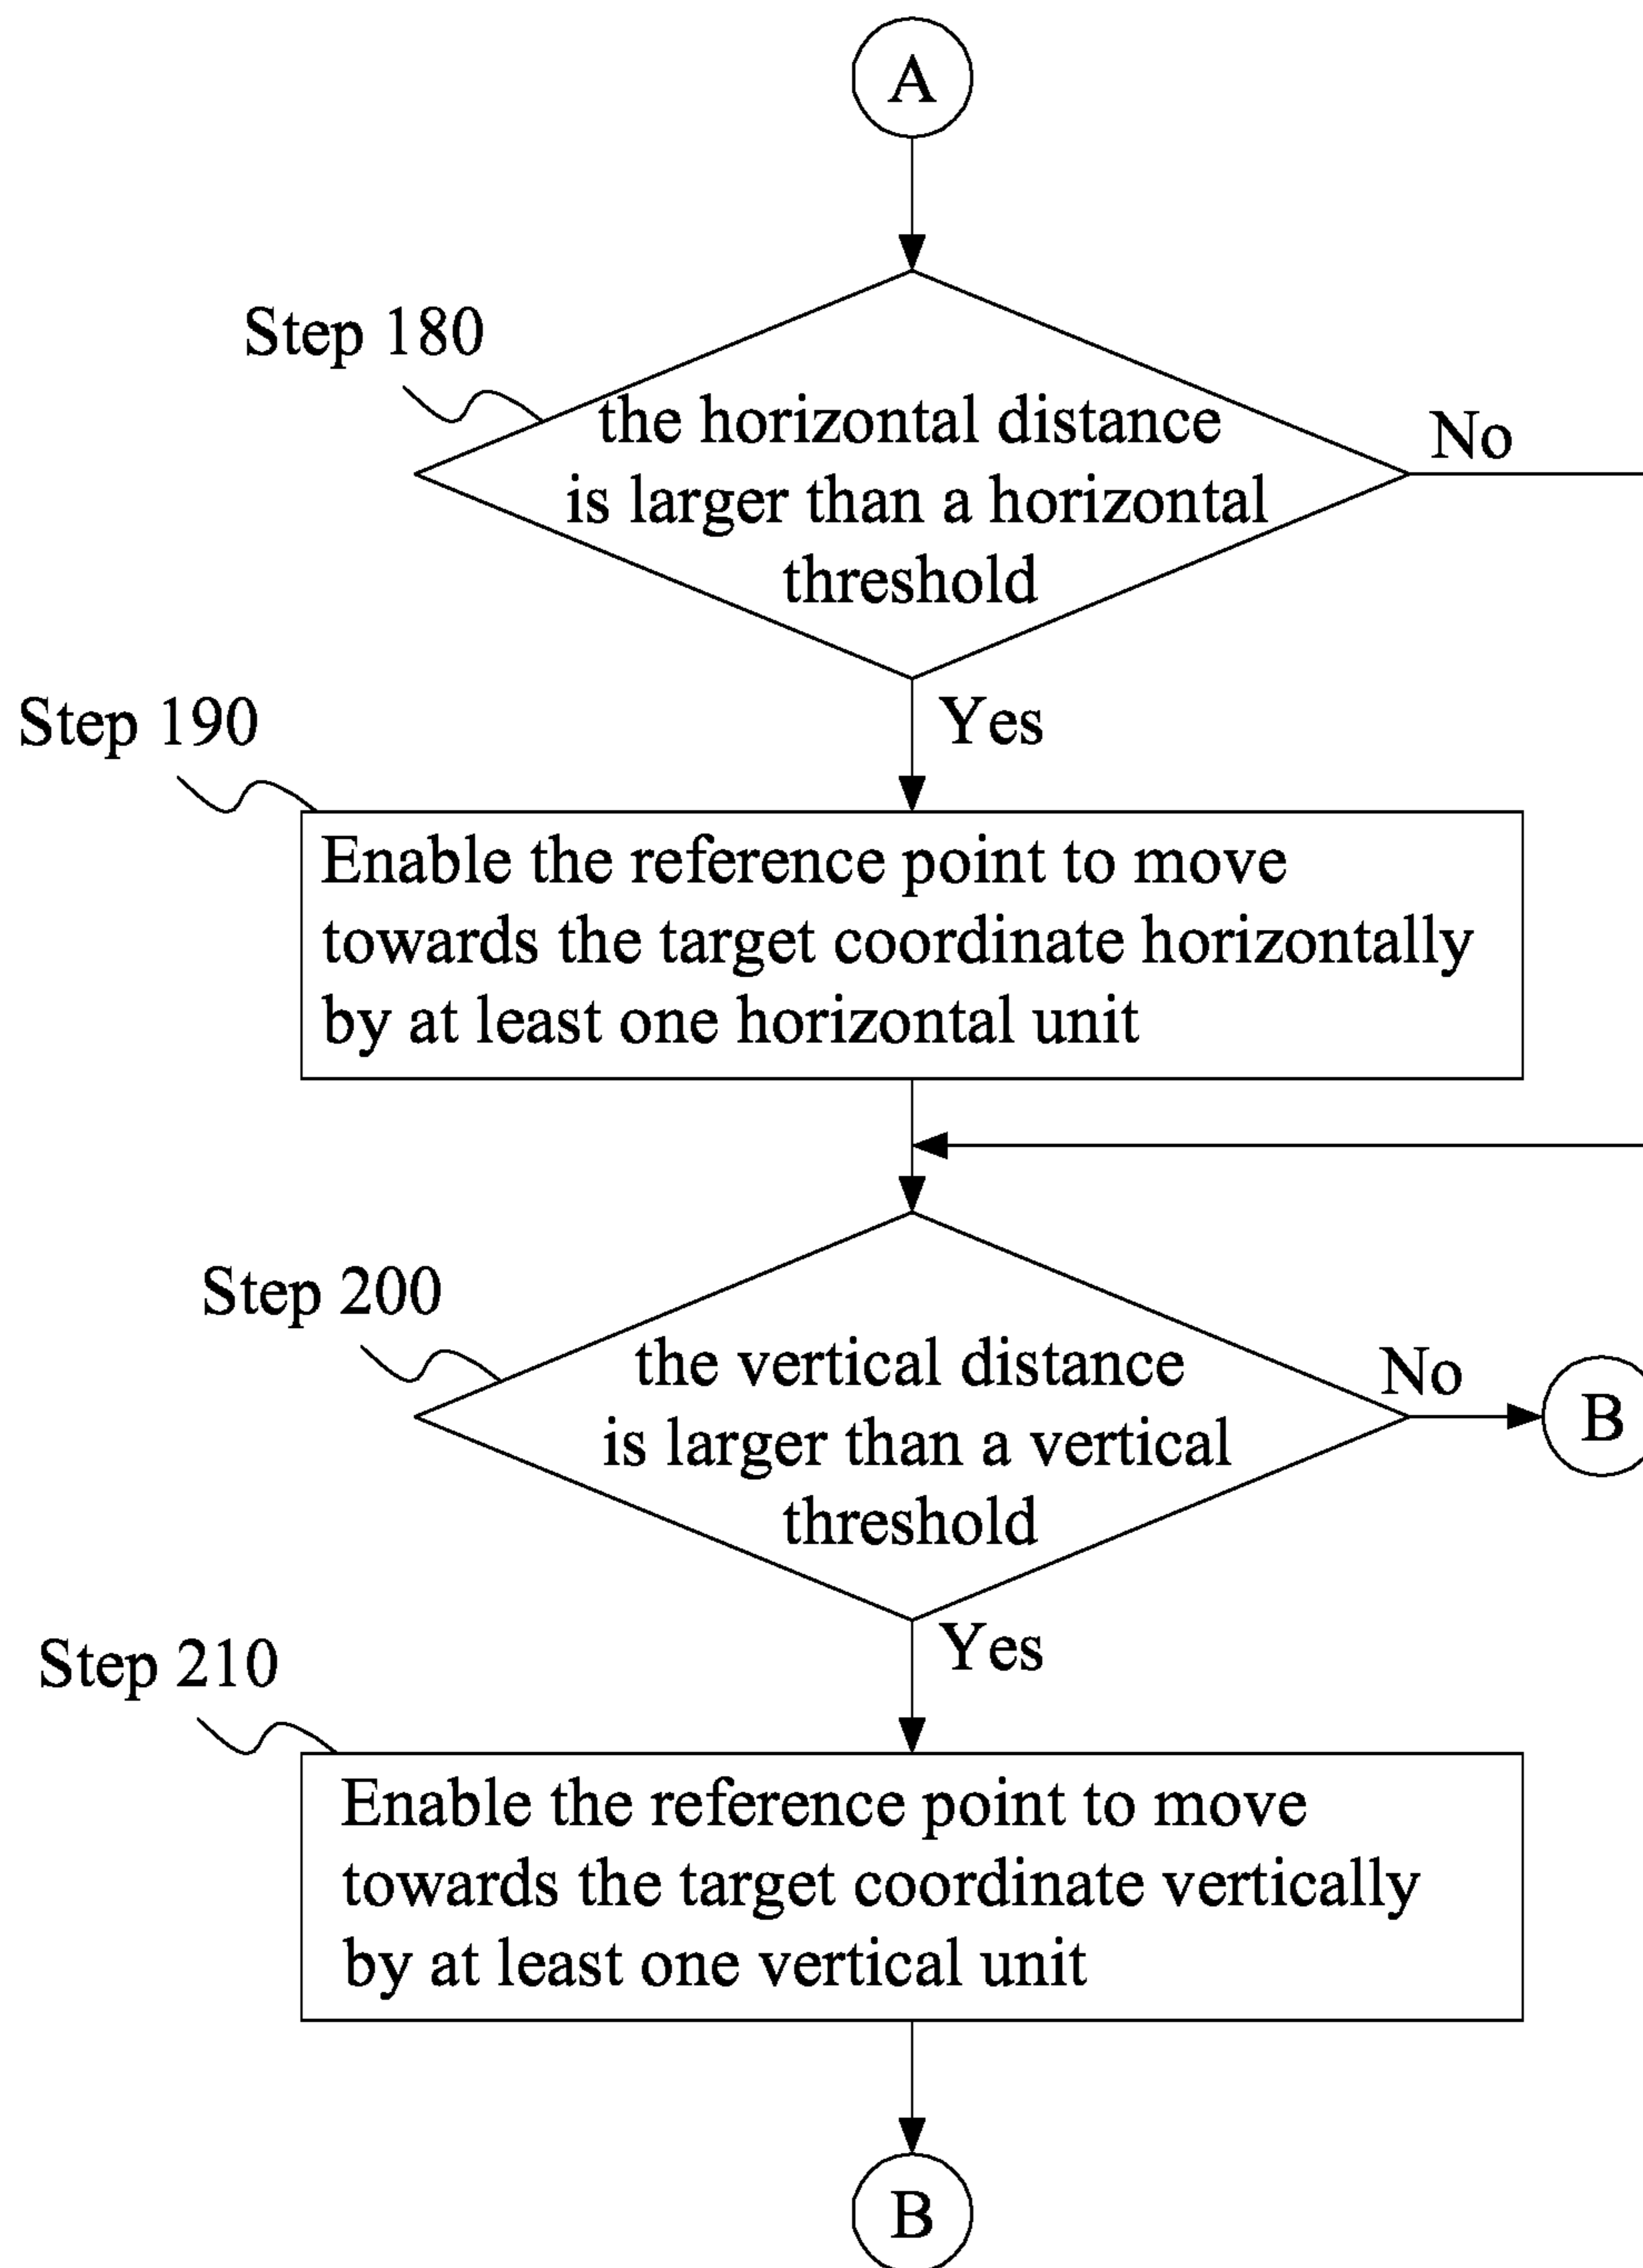 A
Step 180
the horizontal distance
is larger than a horizontal
threshold
No
Yes
Step 190
Enable the reference point to move
towards the target coordinate horizontally
by at least one horizontal unit
Step 200
the vertical distance
is larger than a vertical
threshold
No
B
Yes
Step 210
Enable the reference point to move
towards the target coordinate vertically
by at least one vertical unit
B